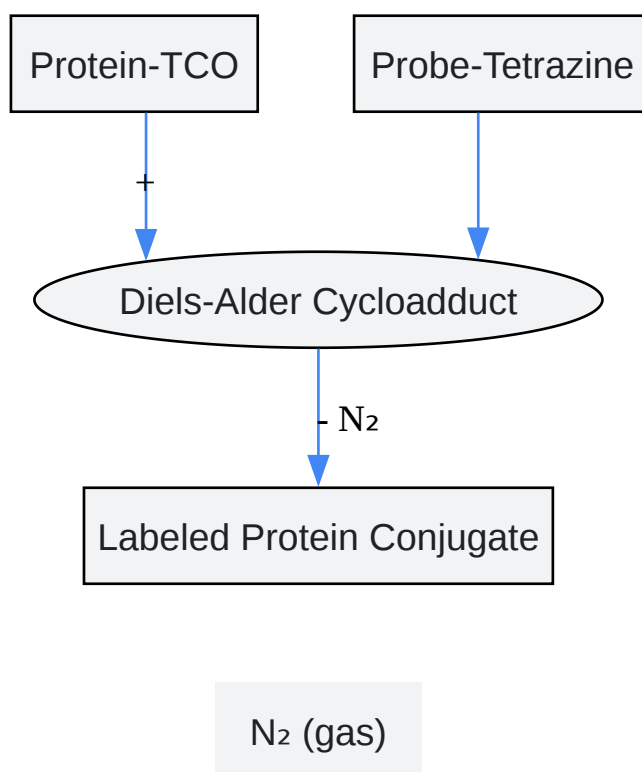 Protein-TCO
Probe-Tetrazine
+
Diels-Alder Cycloadduct
- N₂
Labeled Protein Conjugate
N₂ (gas)